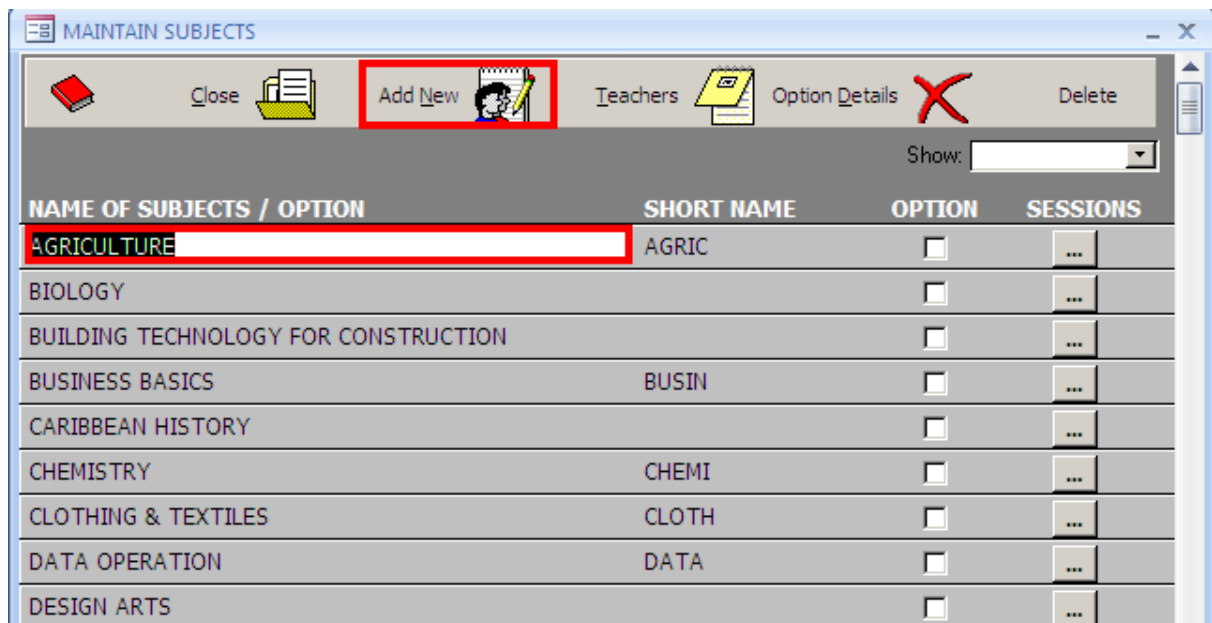 MAINTAIN SUBJECTS
Close Add New Teachers Option Details Delete
Show:
NAME OF SUBJECTS / OPTION SHORT NAME OPTION SESSIONS
AGRICULTURE AGRIC ...
BIOLOGY ...
BUILDING TECHNOLOGY FOR CONSTRUCTION ...
BUSINESS BASICS BUSIN ...
CARIBBEAN HISTORY ...
CHEMISTRY CHEMI ...
CLOTHING & TEXTILES CLOTH ...
DATA OPERATION DATA ...
DESIGN ARTS ...